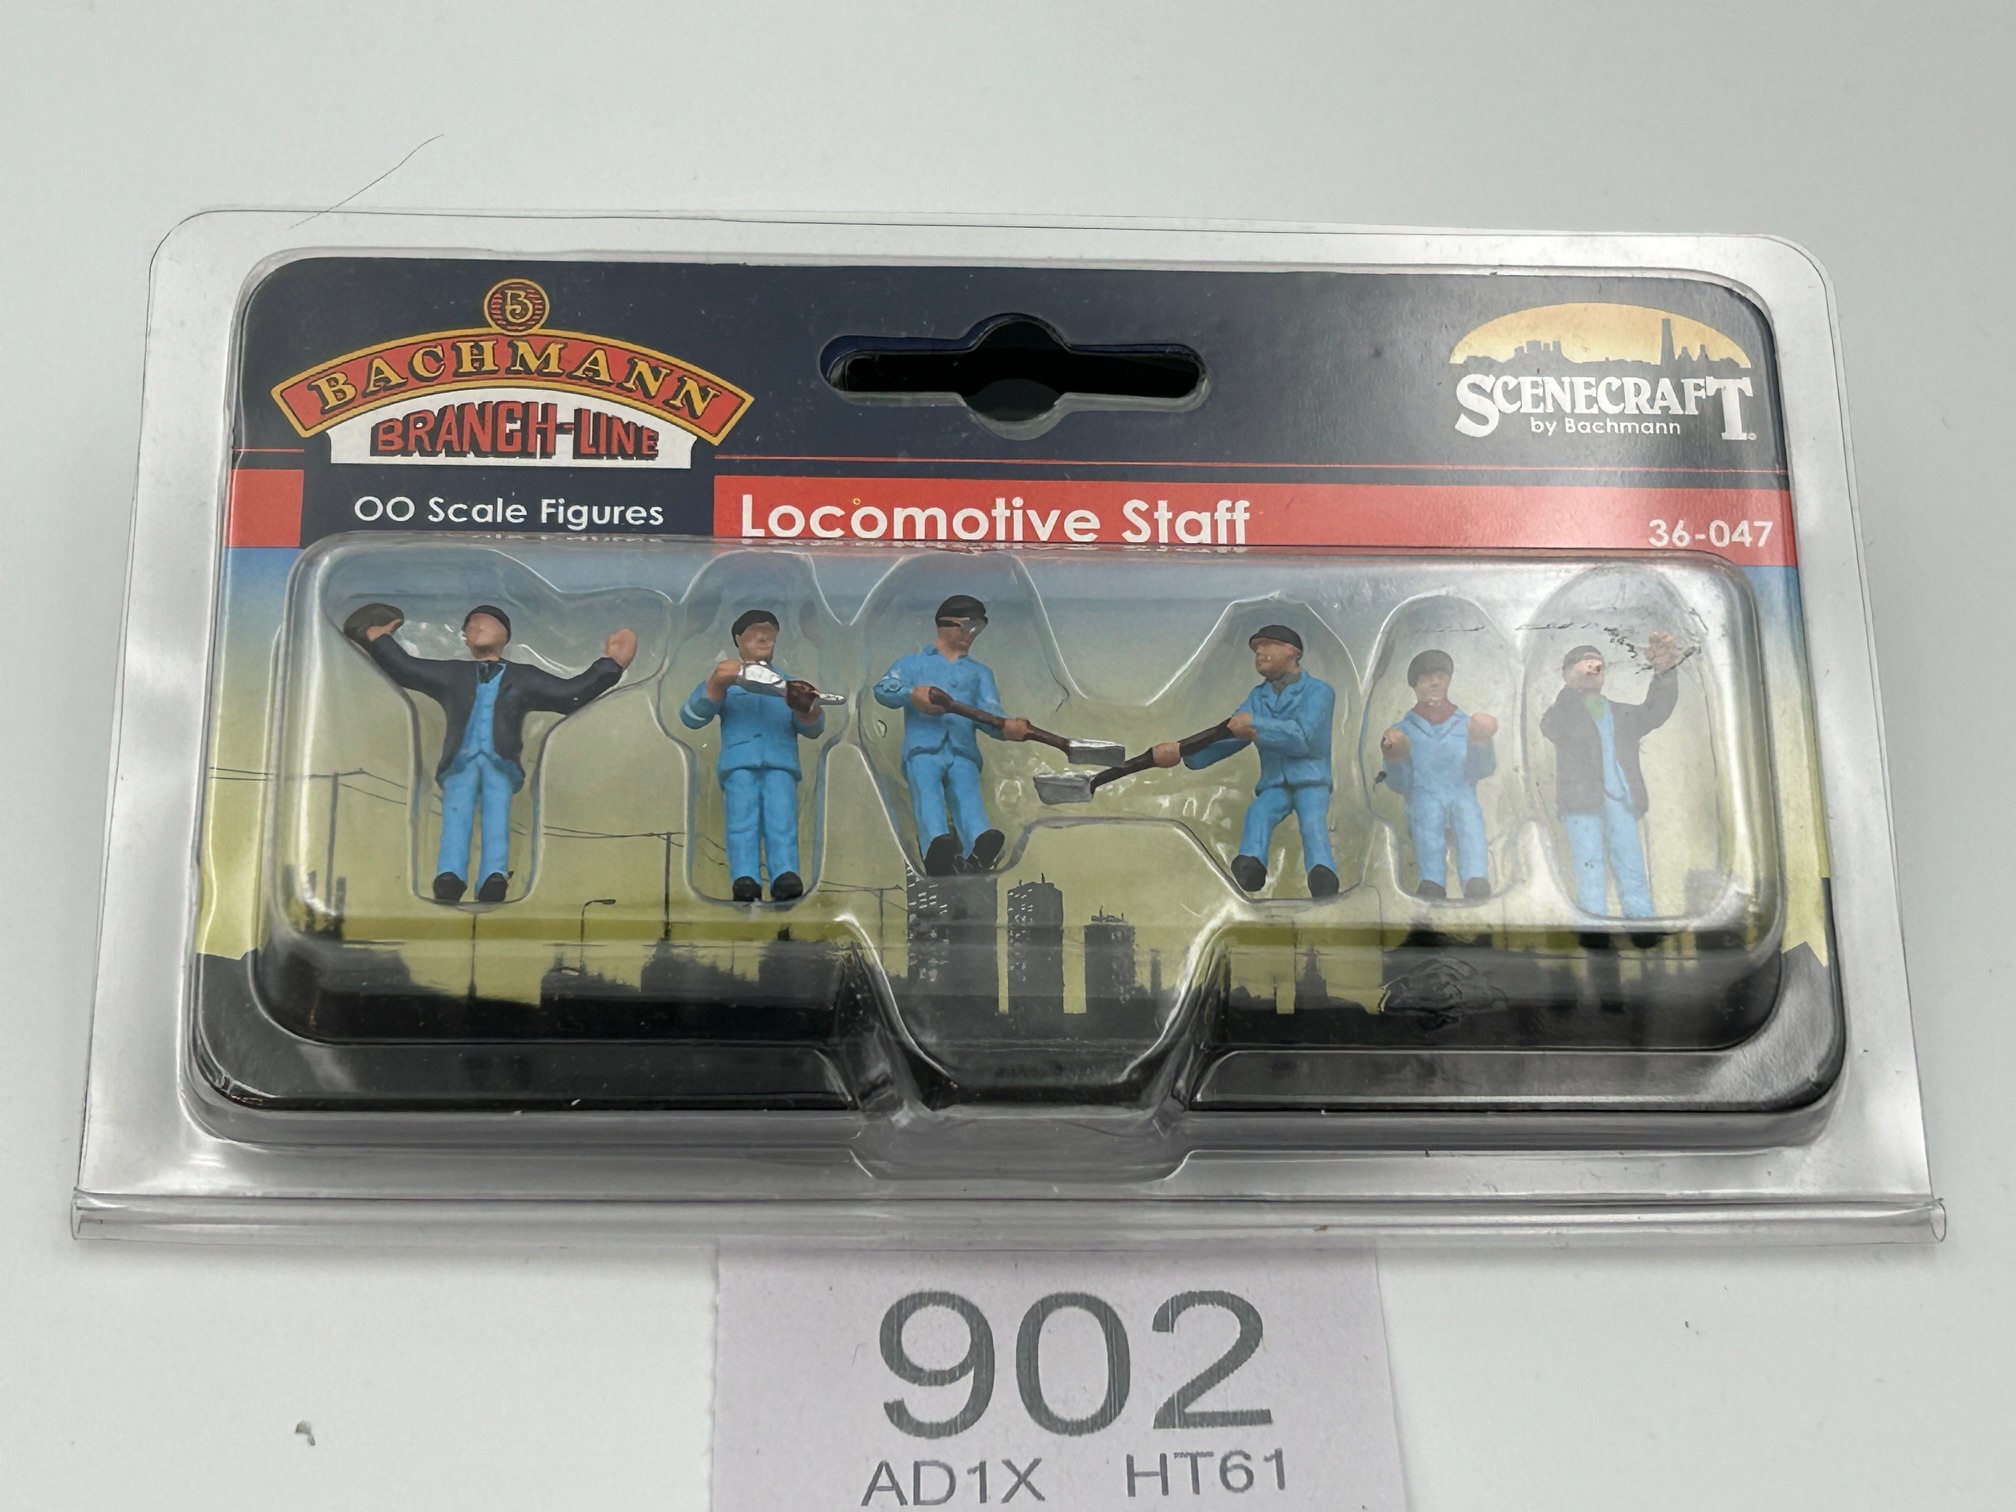 B
BACHMANN
BRANCH-LINE
SCENECRAFT
by Bachmann
OO Scale Figures
Locomotive Staff
36-047
902
AD1X HT61